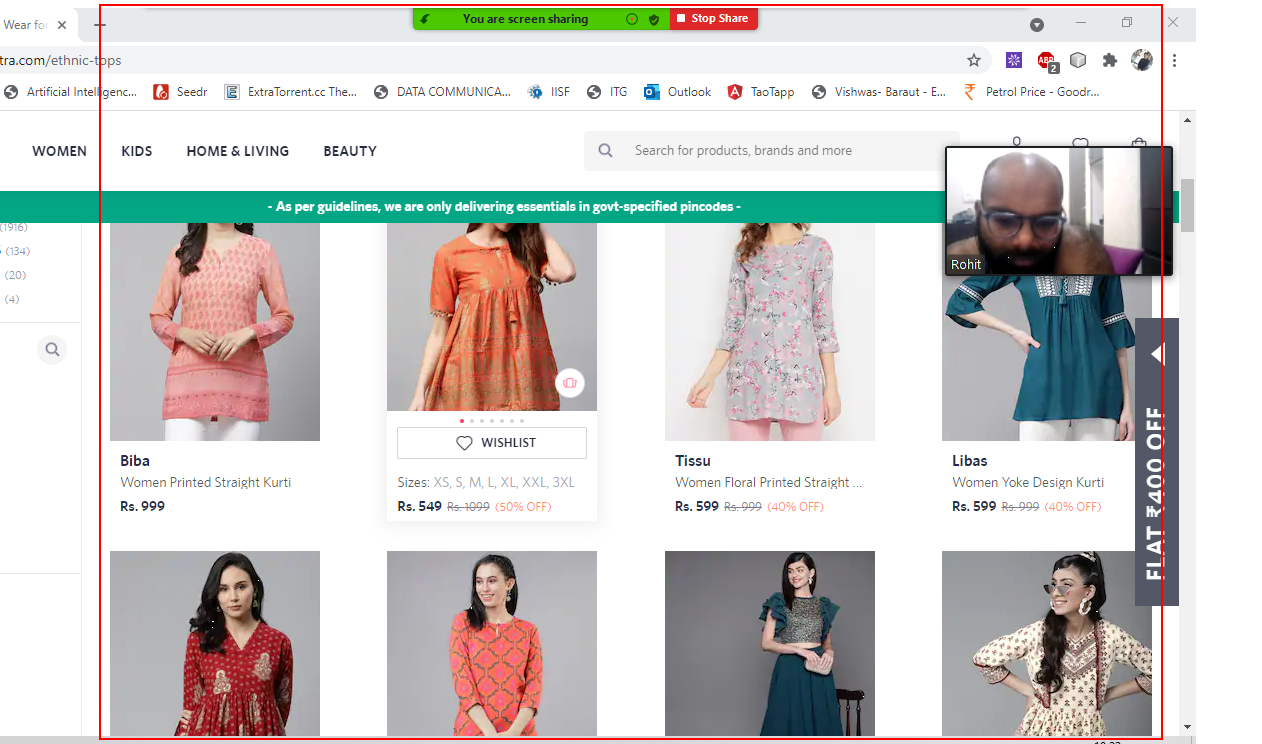 You are screen sharing
Stop Share
Wear for
tra.com/ethnic-tops
ABP
2
Artificial Intelligenc...
Seedr
ExtraTorrent.cc The...
DATA COMMUNICA...
IISF
ITG
Outlook
TaoTapp
Vishwas- Baraut - E...
Petrol Price - Goodr...
WOMEN
KIDS
HOME & LIVING
BEAUTY
Search for products, brands and more
- As per guidelines, we are only delivering essentials in govt-specified pincodes -
(1916)
(134)
(20)
(4)
Rohit
WISHLIST
Biba
Women Printed Straight Kurti
Rs. 999
Sizes: XS, S, M, L, XL, XXL, 3XL
Rs. 549 Rs. 1099 (50% OFF)
Tissu
Women Floral Printed Straight ...
Rs. 599 Rs. 999 (40% OFF)
Libas
Women Yoke Design Kurti
Rs. 599 Rs. 999 (40% OFF)
FLAT ₹400 OFF